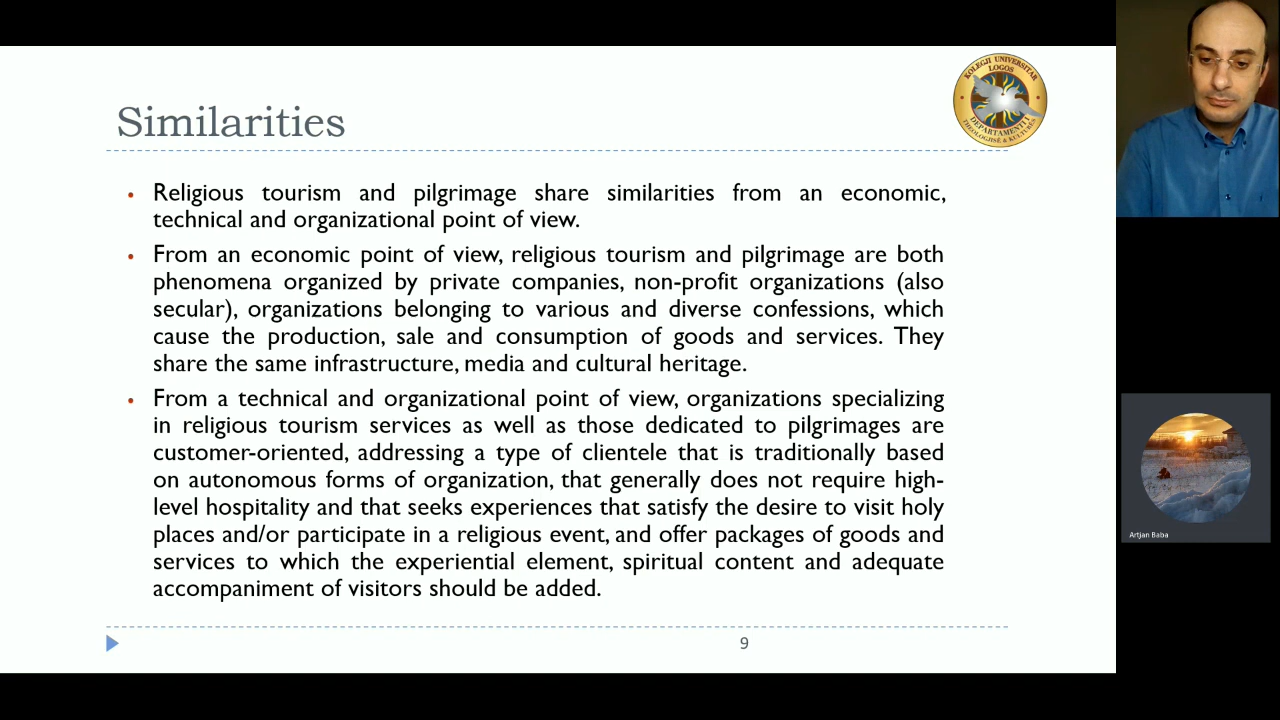 Similarities
KOLEGJI UNIVERSITAR
LOGOS
DEPARTAMENTI
THEOLOGJISË & KULTURËS
Religious tourism and pilgrimage share similarities from an economic,
technical and organizational point of view.
From an economic point of view, religious tourism and pilgrimage are both
phenomena organized by private companies, non-profit organizations (also
secular), organizations belonging to various and diverse confessions, which
cause the production, sale and consumption of goods and services. They
share the same infrastructure, media and cultural heritage.
From a technical and organizational point of view, organizations specializing
in religious tourism services as well as those dedicated to pilgrimages are
customer-oriented, addressing a type of clientele that is traditionally based
on autonomous forms of organization, that generally does not require high-
level hospitality and that seeks experiences that satisfy the desire to visit holy
places and/or participate in a religious event, and offer packages of goods and
services to which the experiential element, spiritual content and adequate
accompaniment of visitors should be added.
9
Artjan Baba